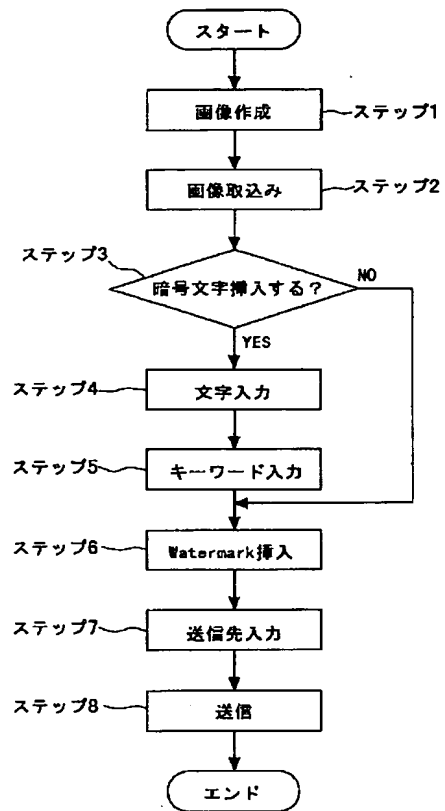 スタート
画像作成
ステップ1
画像取込み
ステップ2
ステップ3
暗号文字挿入する？
NO
YES
ステップ4
文字入力
ステップ5
キーワード入力
ステップ6
Watermark挿入
ステップ7
送信先入力
ステップ8
送信
エンド